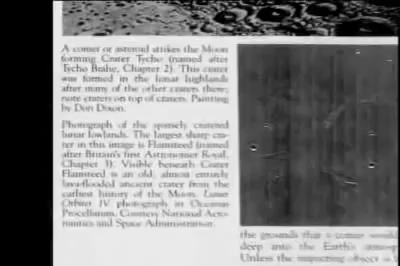 A comet or asteroid strikes the Moon
forming Crater Tycho (named after
Tycho Brahe, Chapter 2). This crater
was formed in the lunar highlands
after many of the other craters there;
note craters on top of craters. Painting
by Don Dixon.
Photograph of the sparsely cratered
lunar lowlands. The largest sharp cra-
ter in this image is Flamsteed (named
after Britain's first Astronomer Royal,
Chapter 3). Visible beneath Crater
Flamsteed is an old, almost entirely
lava-flooded ancient crater from the
earliest history of the Moon. Lunar
Orbiter IV photograph in Oceanus
Procellarum. Courtesy National Aero-
nautics and Space Administration.
the grounds that a comet would
deep into the Earth's
Unless the impacting object is